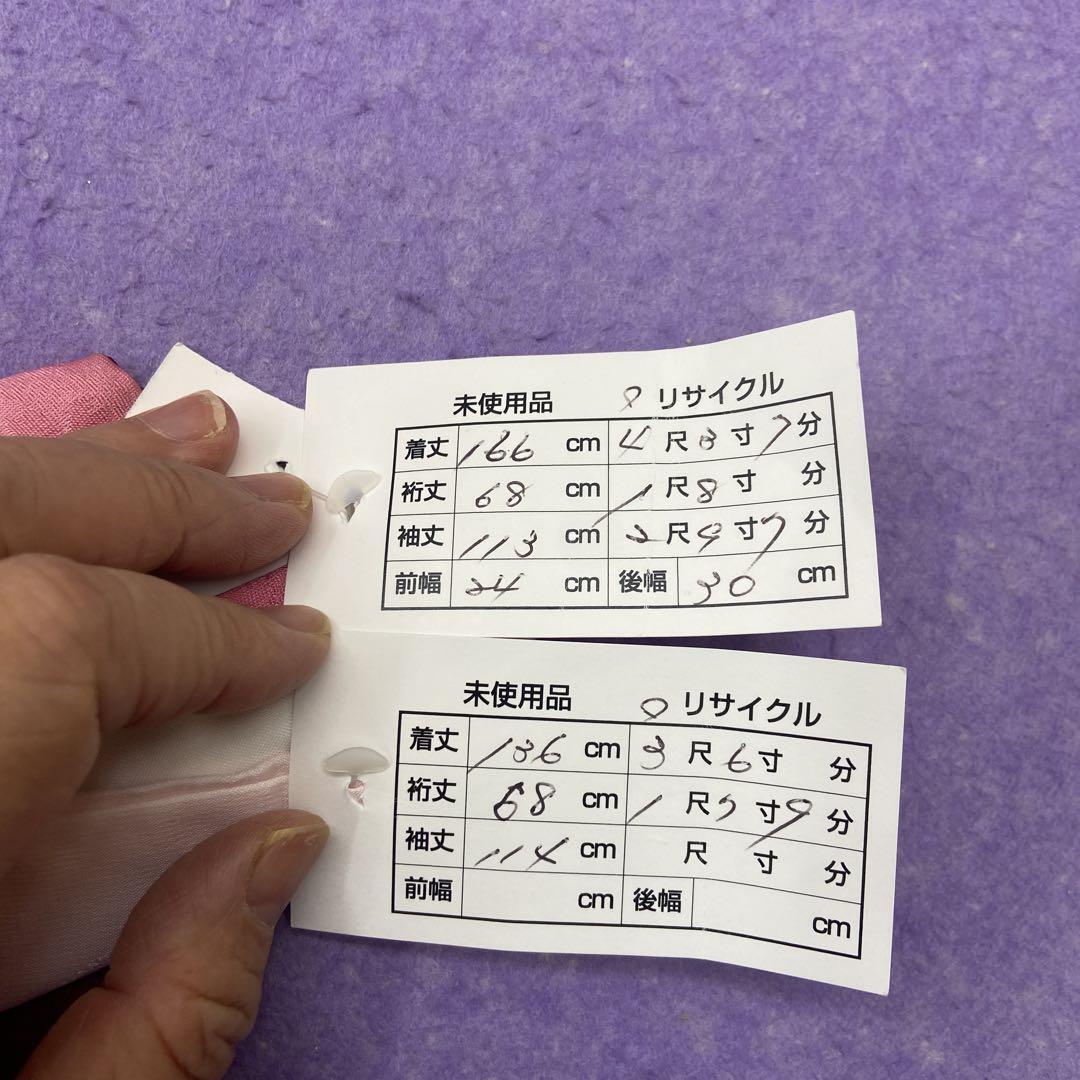 未使用品 リサイクル
着丈 166 cm 4尺3寸7分
裄丈 68 cm 1尺8寸 分
袖丈 113 cm 2尺9寸7分
前幅 24 cm 後幅 30 cm
未使用品 リサイクル
着丈 136 cm 3尺6寸 分
裄丈 68 cm 1尺7寸9分
袖丈 114 cm 尺 寸 分
前幅 cm 後幅 cm